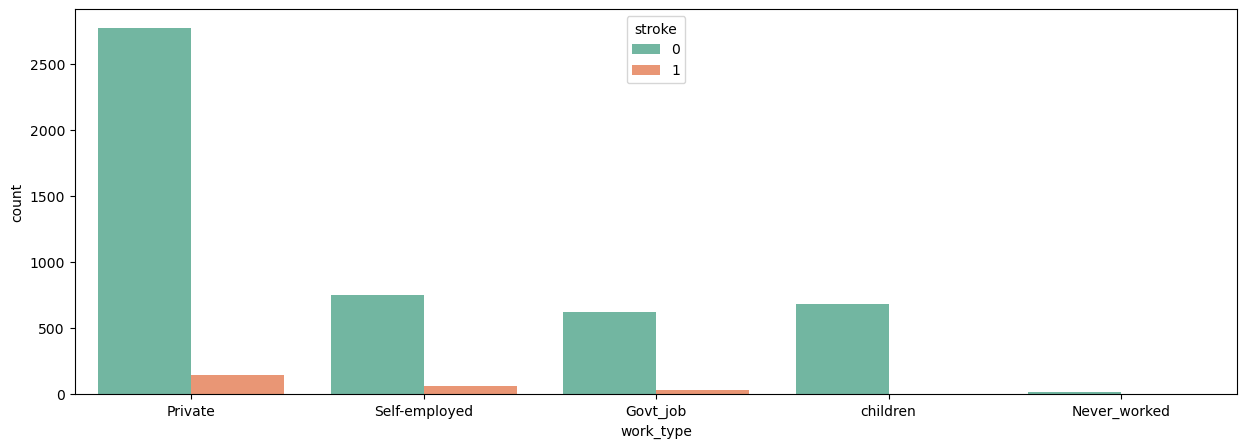 stroke
0
1
2500
2000
1500
1000
500
0
count
Private Self-employed Govt_job children Never_worked
work_type